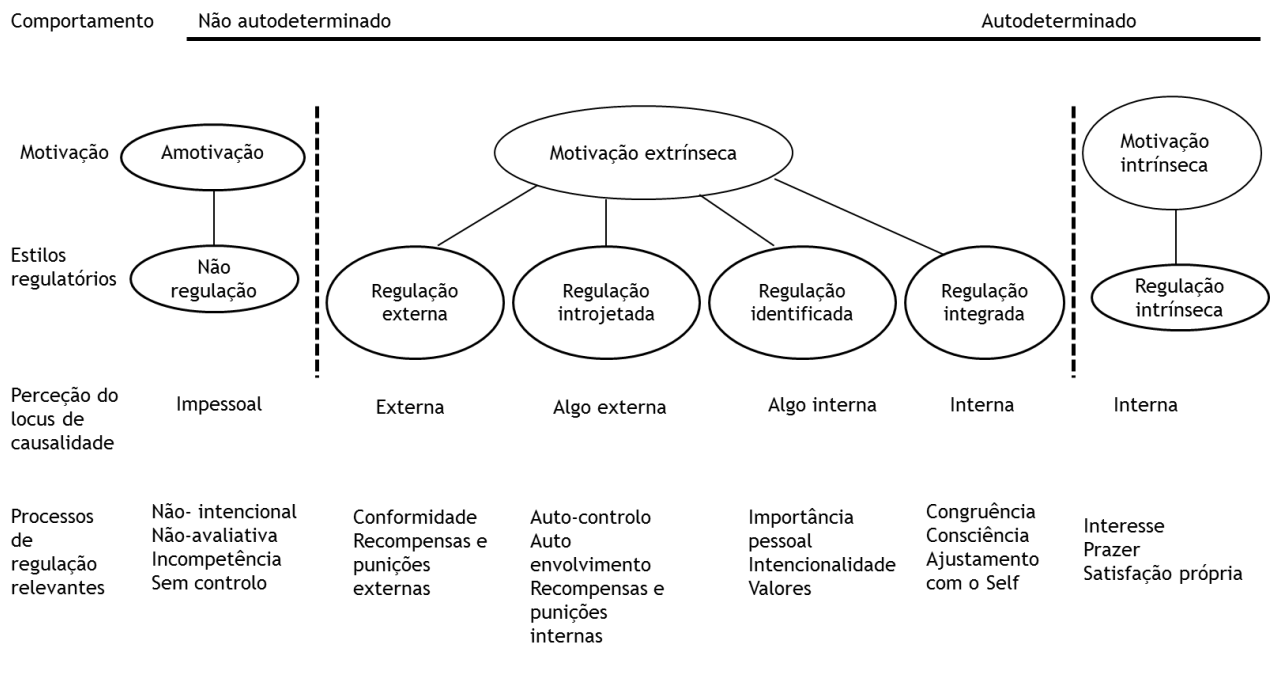 Comportamento
Não autodeterminado
Autodeterminado
Motivação
Amotivação
Motivação extrínseca
Motivação
intrínseca
Estilos
regulatórios
Não
regulação
Regulação
externa
Regulação
introjetada
Regulação
identificada
Regulação
integrada
Regulação
intrínseca
Perceção do
locus de
causalidade
Impessoal
Externa
Algo externa
Algo interna
Interna
Interna
Processos
de
regulação
relevantes
Não- intencional
Não-avaliativa
Incompetência
Sem controlo
Conformidade
Recompensas e
punições
externas
Auto-controlo
Auto
envolvimento
Recompensas e
punições
internas
Importância
pessoal
Intencionalidade
Valores
Congruência
Consciência
Ajustamento
com o Self
Interesse
Prazer
Satisfação própria